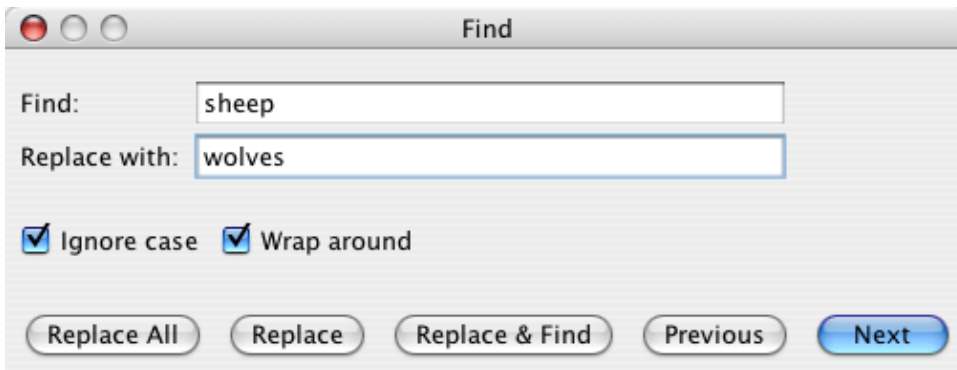 Find
Find: sheep
Replace with: wolves
Ignore case Wrap around
Replace All Replace Replace & Find Previous Next